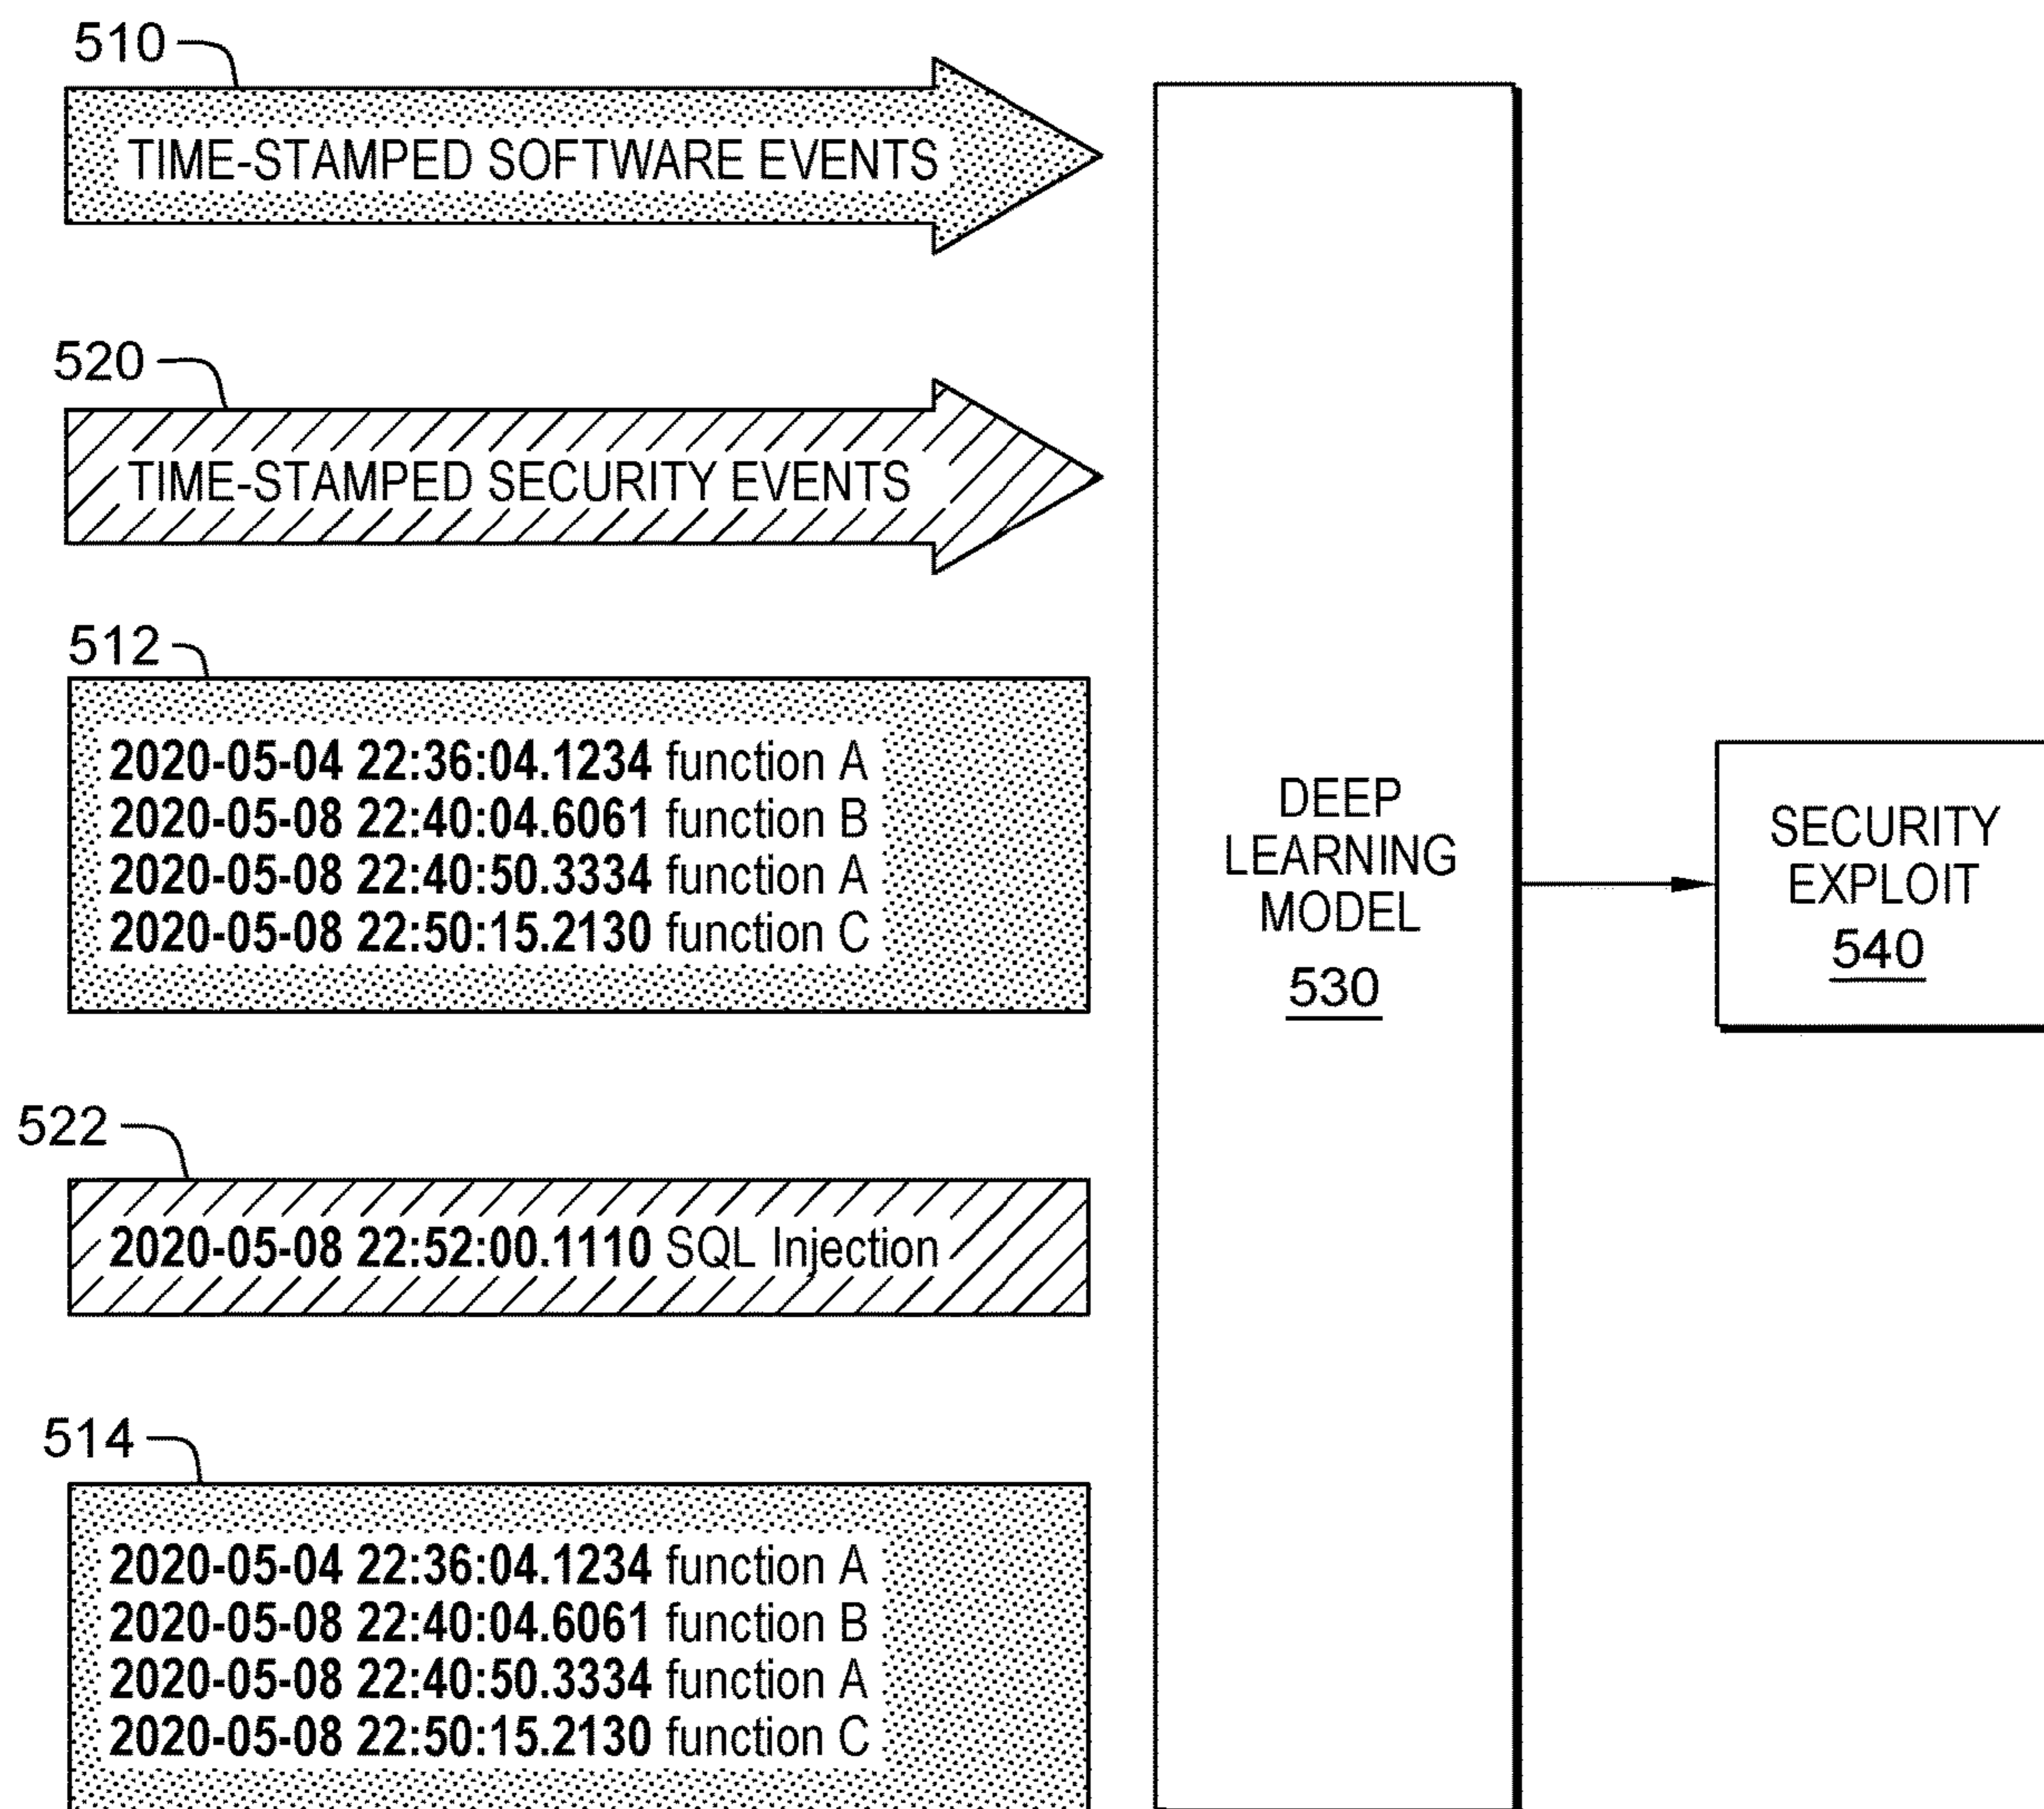 510
TIME-STAMPED SOFTWARE EVENTS
520
TIME-STAMPED SECURITY EVENTS
512
2020-05-04 22:36:04.1234 function A
2020-05-08 22:40:04.6061 function B
2020-05-08 22:40:50.3334 function A
2020-05-08 22:50:15.2130 function C
522
2020-05-08 22:52:00.1110 SQL Injection
514
2020-05-04 22:36:04.1234 function A
2020-05-08 22:40:04.6061 function B
2020-05-08 22:40:50.3334 function A
2020-05-08 22:50:15.2130 function C
DEEP
LEARNING
MODEL
530
SECURITY
EXPLOIT
540